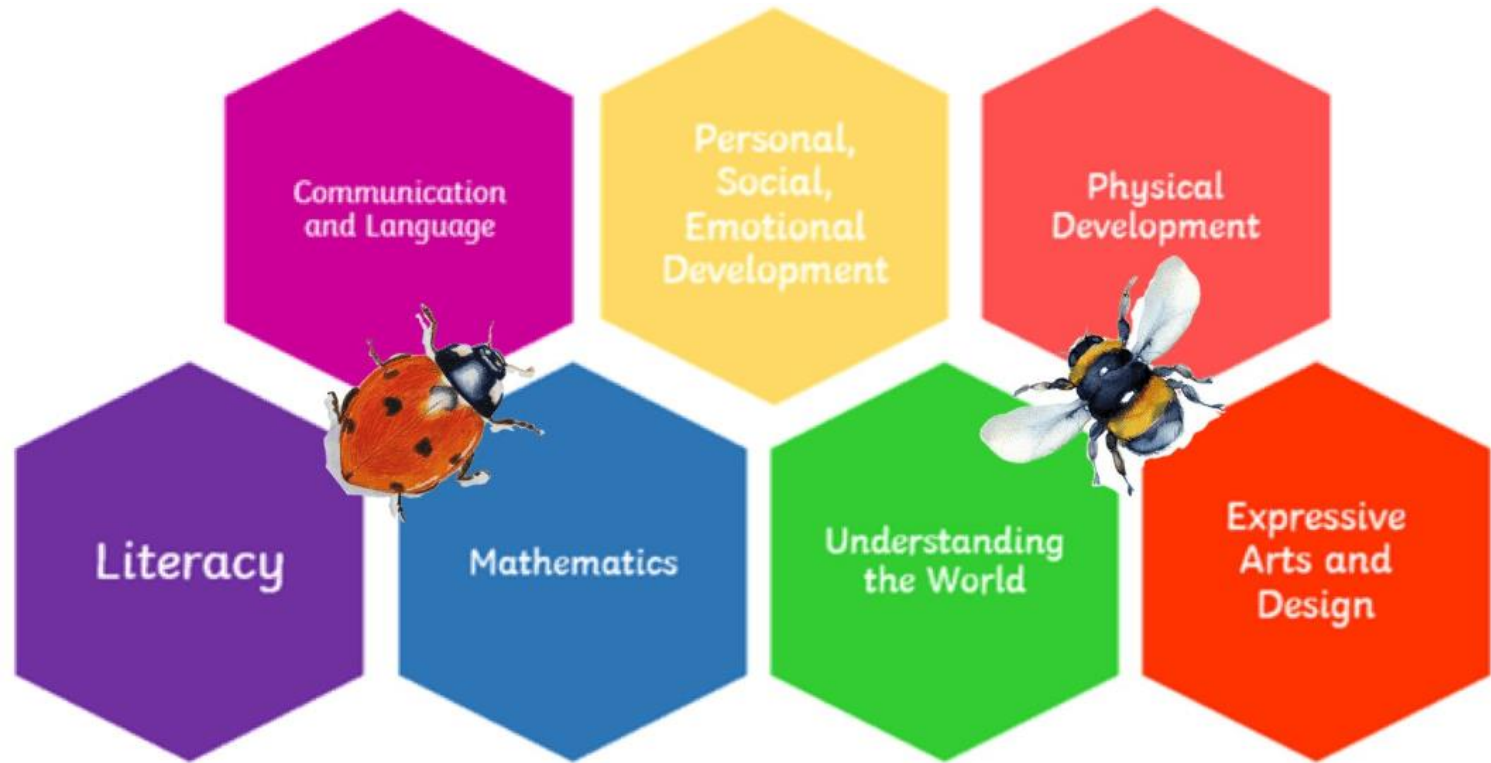 Communication
and Language
Personal,
Social,
Emotional
Development
Physical
Development
Literacy
Mathematics
Understanding
the World
Expressive
Arts and
Design